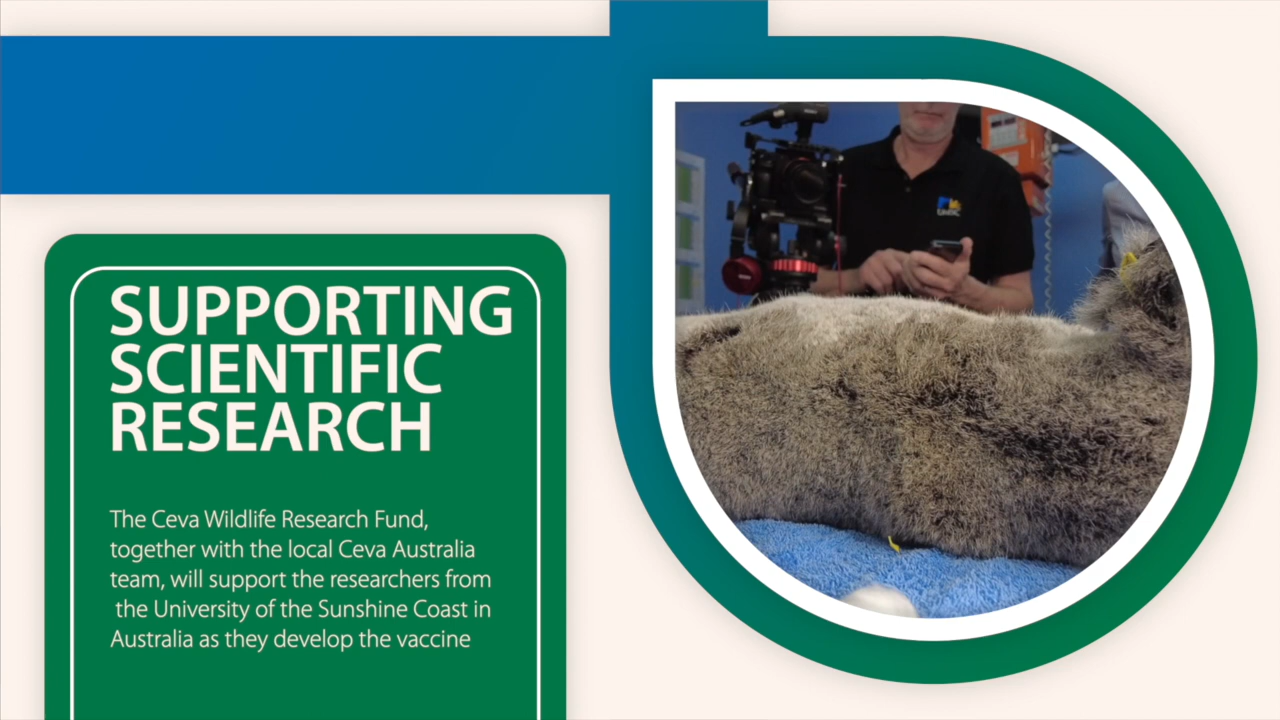 SUPPORTING
SCIENTIFIC
RESEARCH
The Ceva Wildlife Research Fund,
together with the local Ceva Australia
team, will support the researchers from
the University of the Sunshine Coast in
Australia as they develop the vaccine